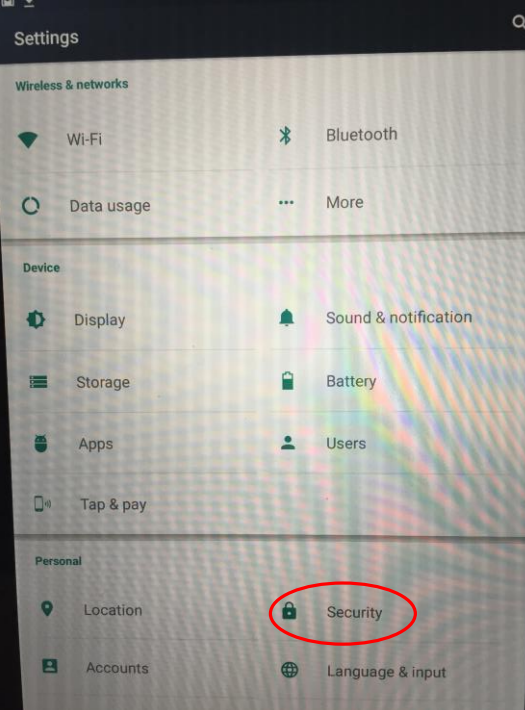 Settings
Wireless & networks
Wi-Fi Bluetooth
Data usage More
Device
Display Sound & notification
Storage Battery
Apps Users
Tap & pay
Personal
Location Security
Accounts Language & input